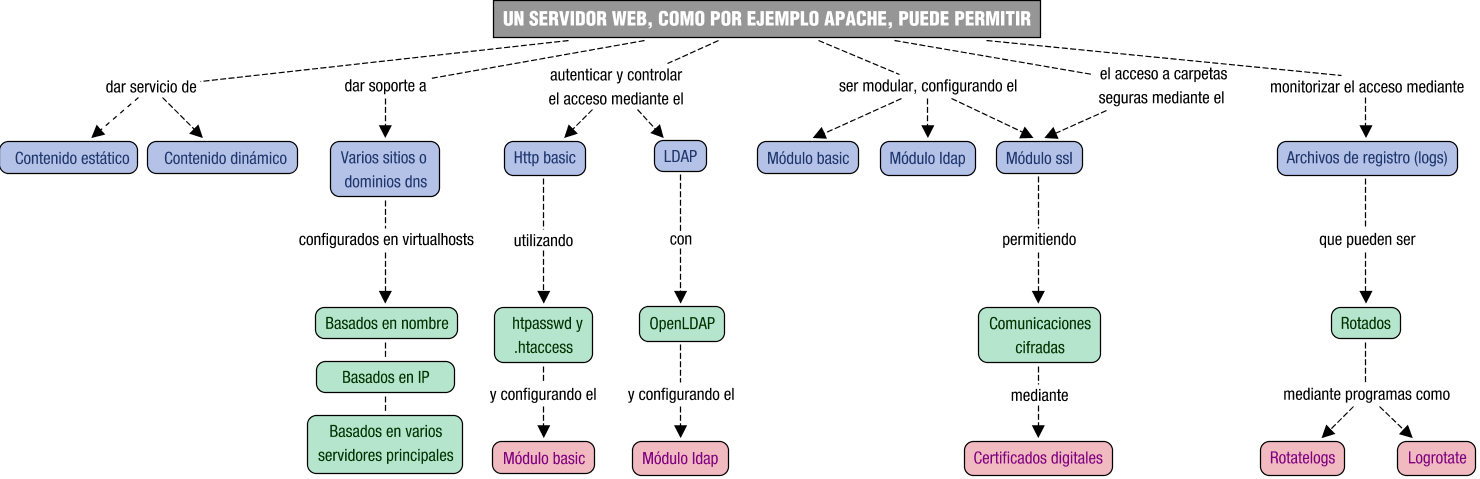 UN SERVIDOR WEB, COMO POR EJEMPLO APACHE, PUEDE PERMITIR
dar servicio de
Contenido estático
Contenido dinámico
dar soporte a
Varios sitios o
dominios dns
configurados en virtualhosts
Basados en nombre
Basados en IP
Basados en varios
servidores principales
autenticar y controlar
el acceso mediante el
Http basic
utilizando
htpasswd y
.htaccess
y configurando el
Módulo basic
LDAP
con
OpenLDAP
y configurando el
Módulo ldap
ser modular, configurando el
Módulo basic
Módulo ldap
Módulo ssl
el acceso a carpetas
seguras mediante el
permitiendo
Comunicaciones
cifradas
mediante
Certificados digitales
monitorizar el acceso mediante
Archivos de registro (logs)
que pueden ser
Rotados
mediante programas como
Rotatelogs
Logrotate